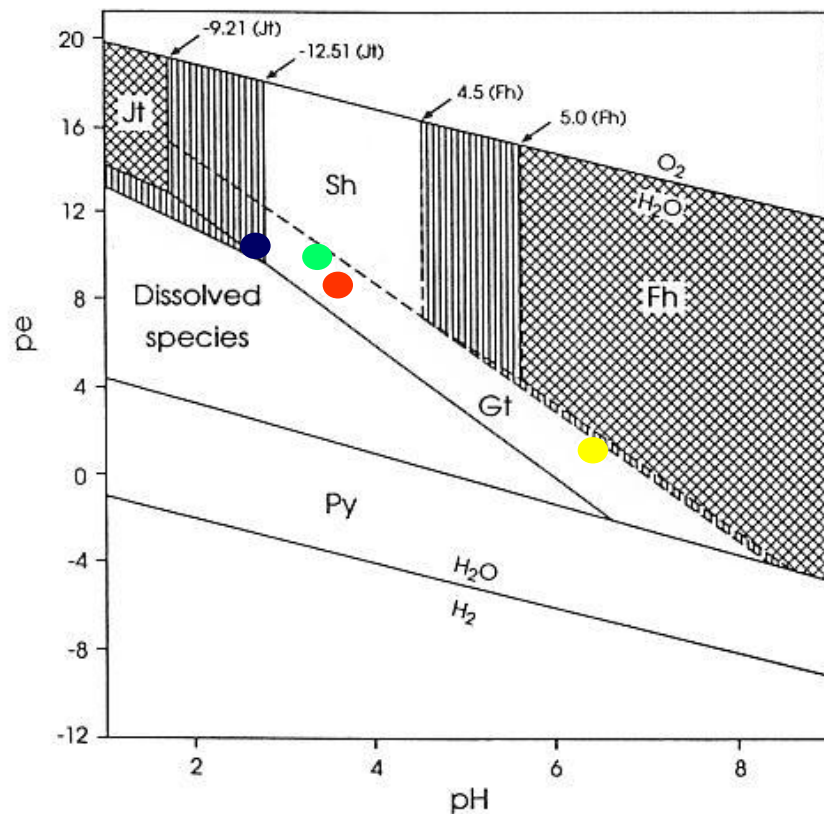 20
16
12
8
4
0
-4
-8
-12
pe
-9.21 (Jt)
-12.51 (Jt)
4.5 (Fh)
5.0 (Fh)
Jt
Sh
O₂
H₂O
Fh
Dissolved
species
Gt
Py
H₂O
H₂
2
4
6
8
pH